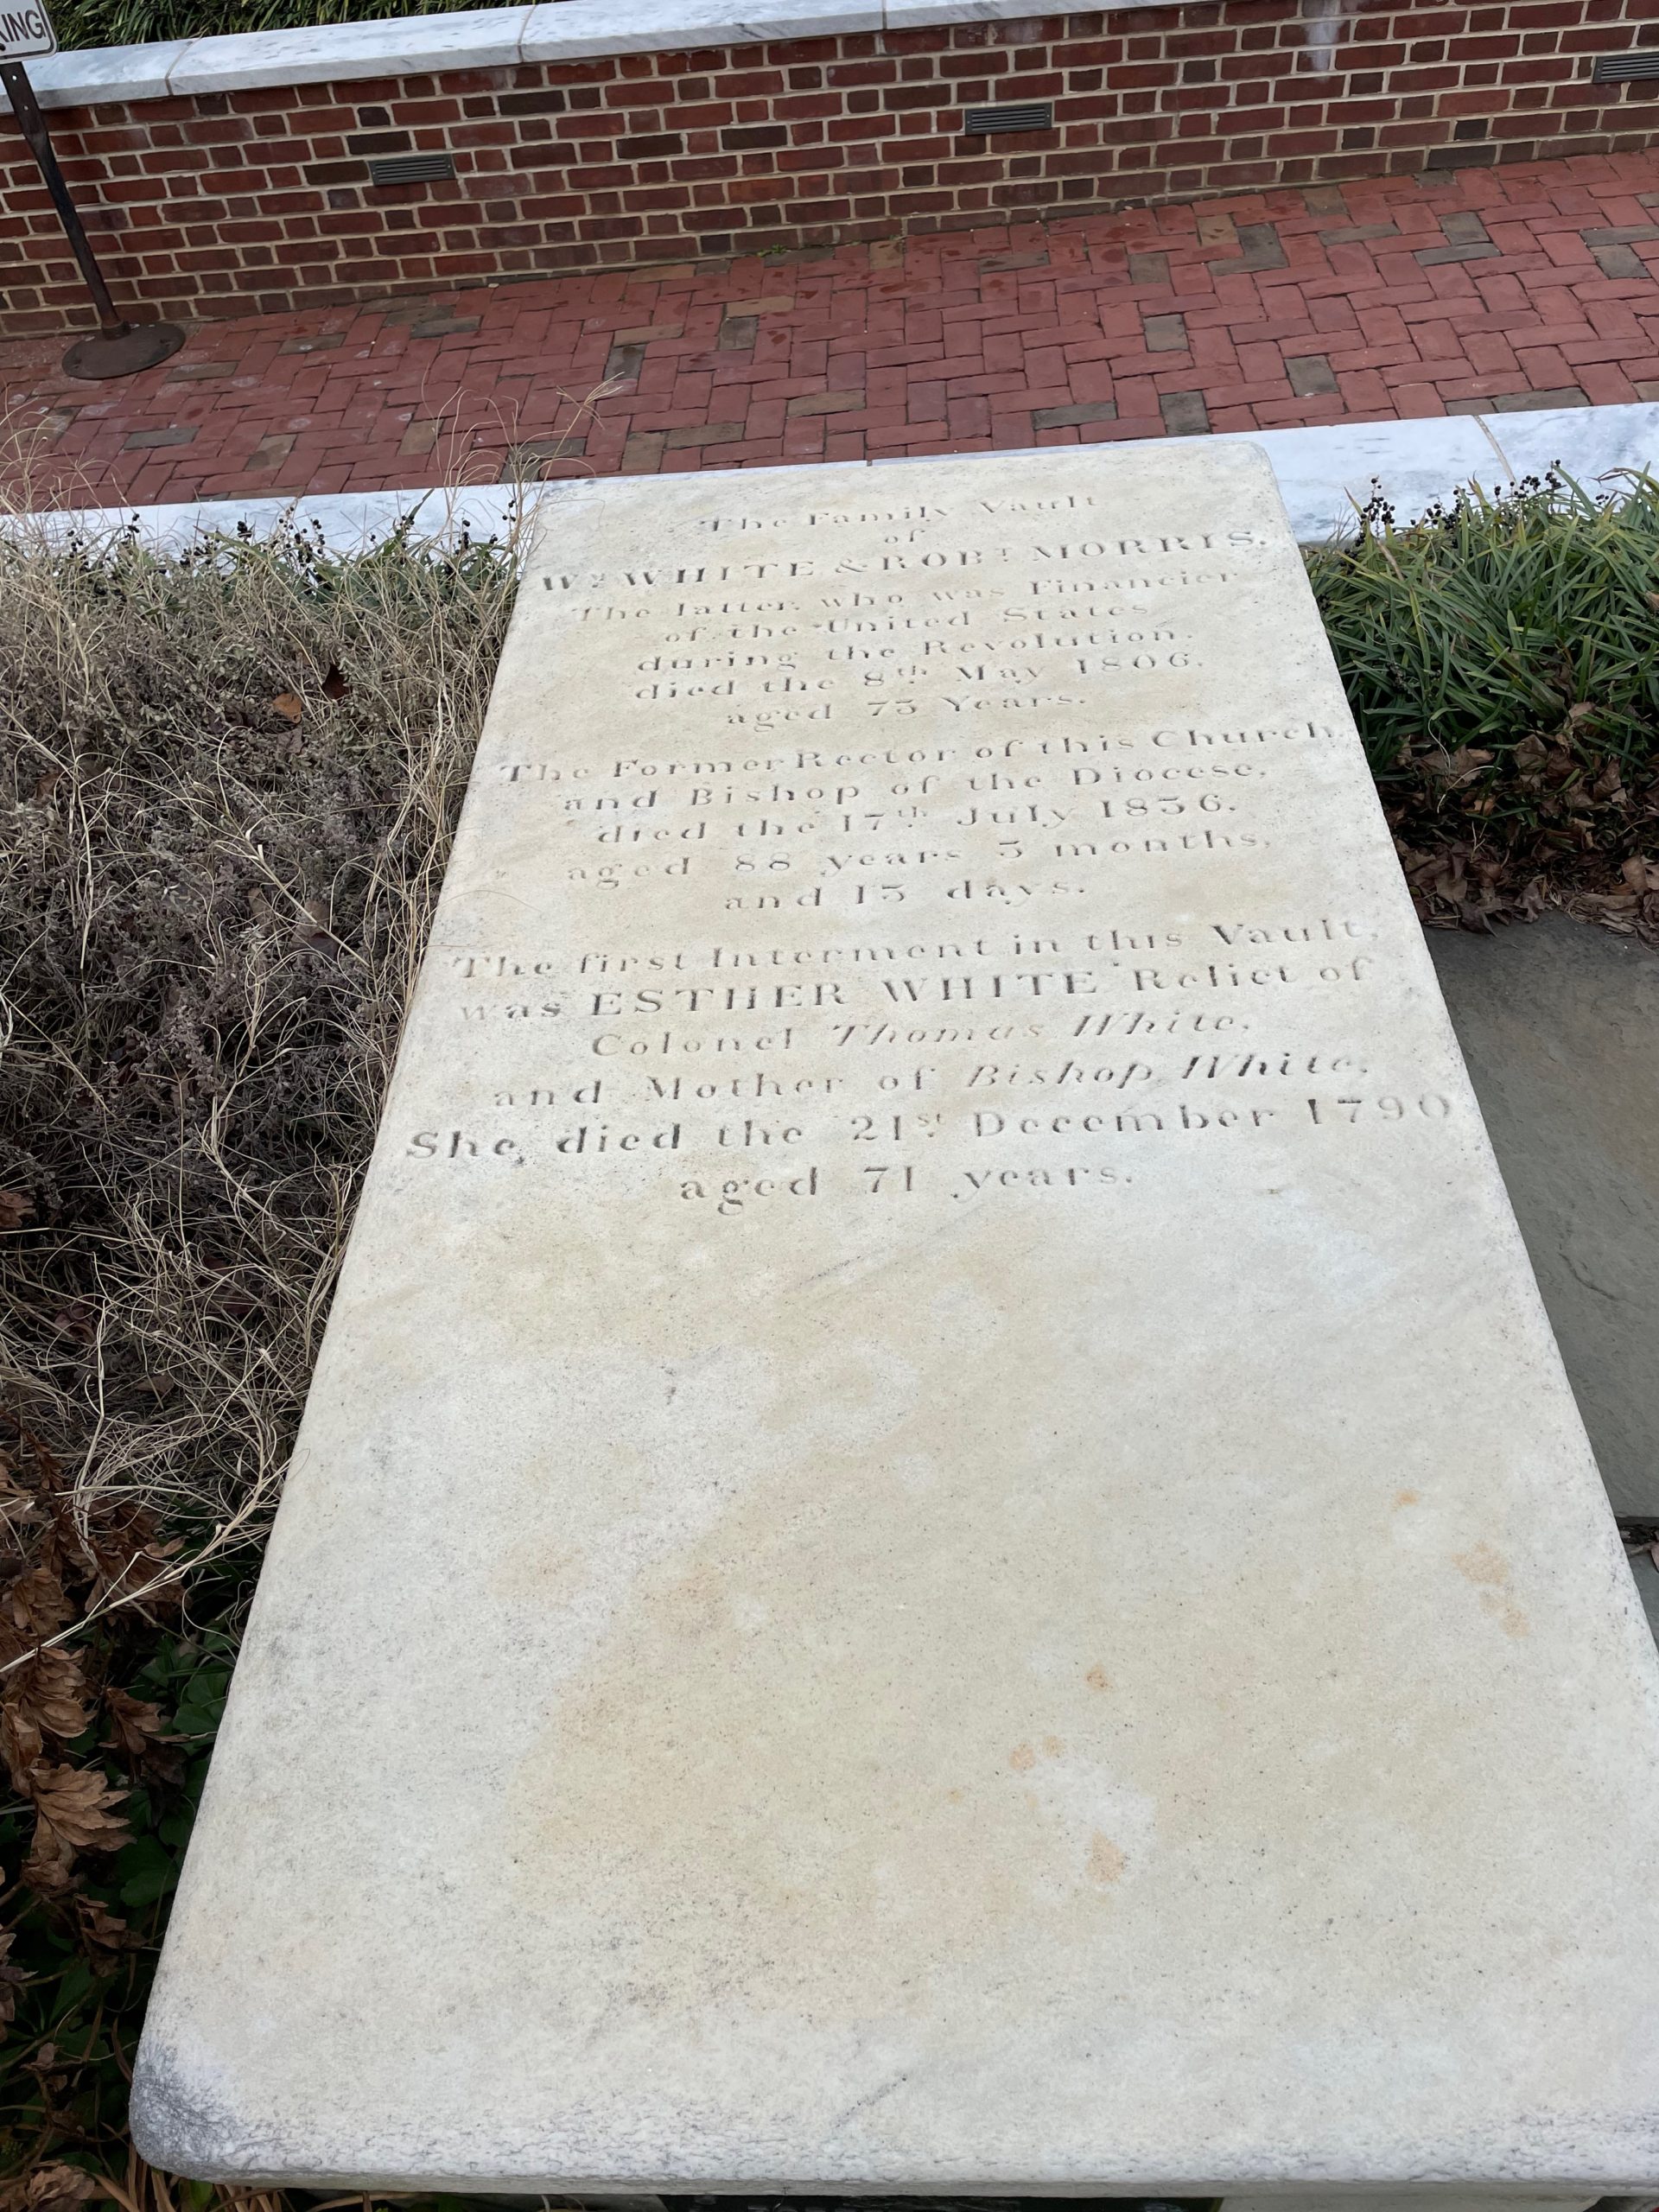 KING
The Family Vault
of
Wm WHITE & ROBT MORRIS.
The latter, who was Financier
of the United States
during the Revolution.
died the 8th May 1806.
aged 73 Years.
The Former Rector of this Church,
and Bishop of the Diocese,
died the 17th July 1836.
aged 88 years 3 months,
and 13 days.
The first Interment in this Vault,
was ESTHER WHITE Relict of
Colonel Thomas White,
and Mother of Bishop White,
She died the 21st December 1790
aged 71 years.